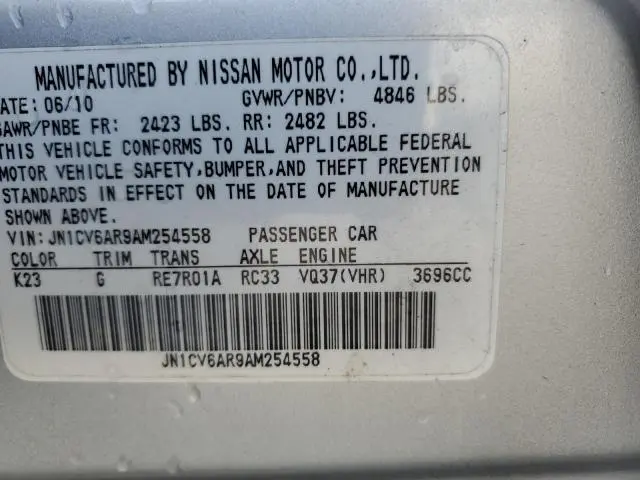 MANUFACTURED BY NISSAN MOTOR CO.,LTD.
ATE: 06/10 GVWR/PNBV: 4846 LBS.
GAWR/PNBE FR: 2423 LBS. RR: 2482 LBS.
THIS VEHICLE CONFORMS TO ALL APPLICABLE FEDERAL
MOTOR VEHICLE SAFETY,BUMPER,AND THEFT PREVENTION
STANDARDS IN EFFECT ON THE DATE OF MANUFACTURE
SHOWN ABOVE.
VIN: JN1CV6AR9AM254558 PASSENGER CAR
COLOR TRIM TRANS AXLE ENGINE
K23 G RE7R01A RC33 VQ37(VHR) 3696CC
JN1CV6AR9AM254558